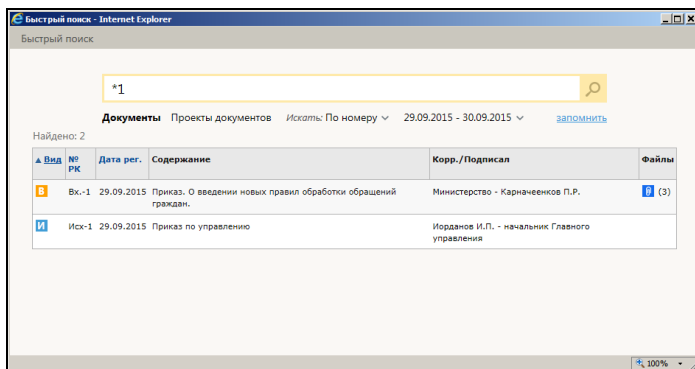 Быстрый поиск - Internet Explorer
Быстрый поиск
*1
Документы Проекты документов Искать: По номеру 29.09.2015 - 30.09.2015 запомнить
Найдено: 2
Вид № РК Дата рег. Содержание Корр./Подписал Файлы
В Вх.-1 29.09.2015 Приказ. О введении новых правил обработки обращений граждан. Министерство - Карначеенков П.Р. (3)
И Исх-1 29.09.2015 Приказ по управлению Иорданов И.П. - начальник Главного управления
100%